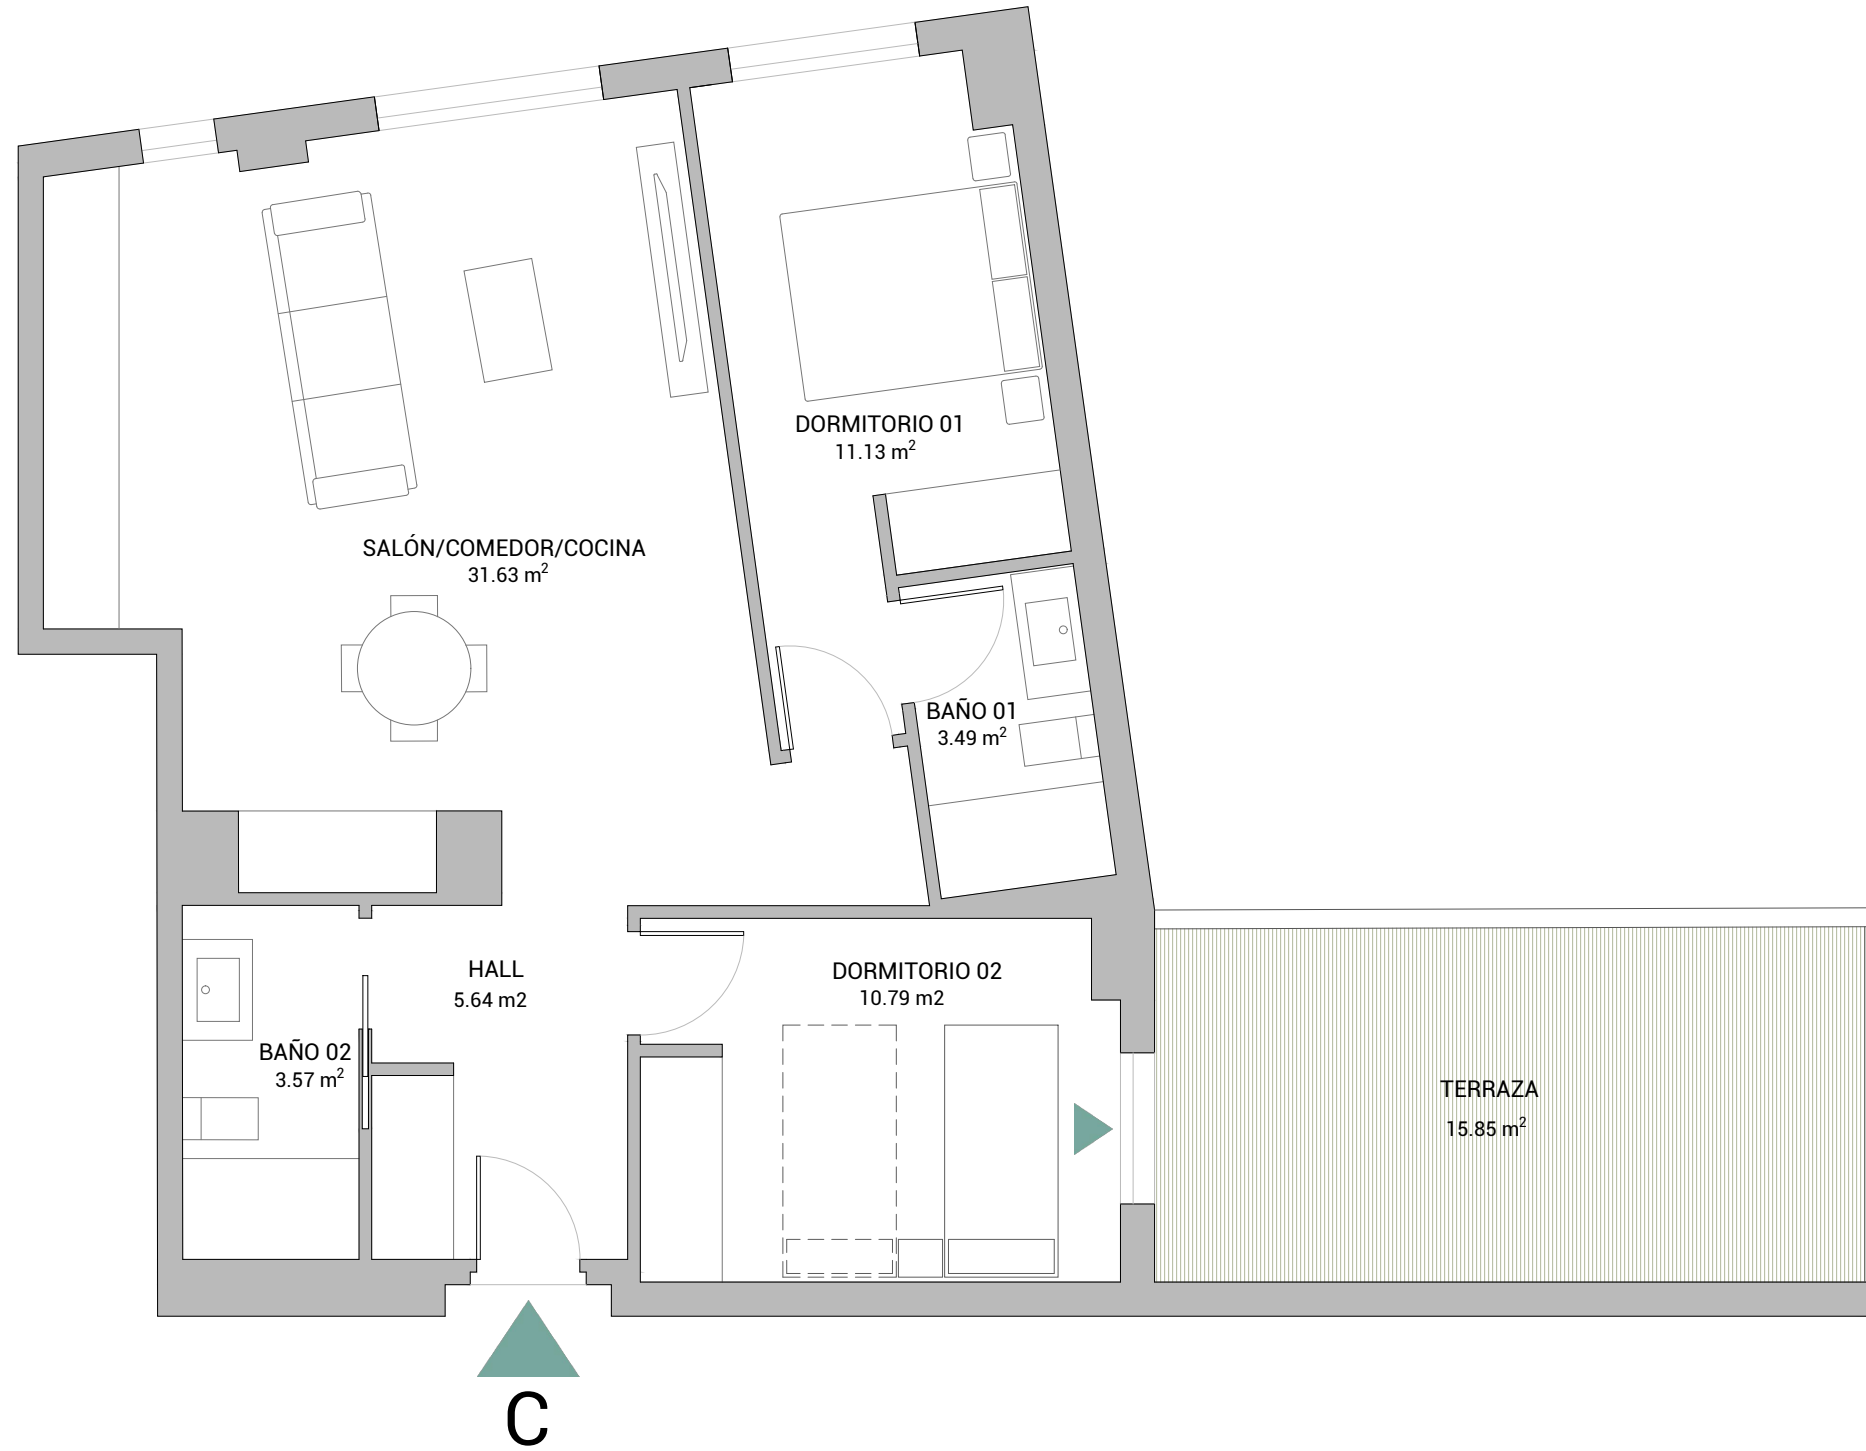 DORMITORIO 01
11.13 m²
SALÓN/COMEDOR/COCINA
31.63 m²
BAÑO 01
3.49 m²
HALL
5.64 m2
DORMITORIO 02
10.79 m2
BAÑO 02
3.57 m²
TERRAZA
15.85 m²
C